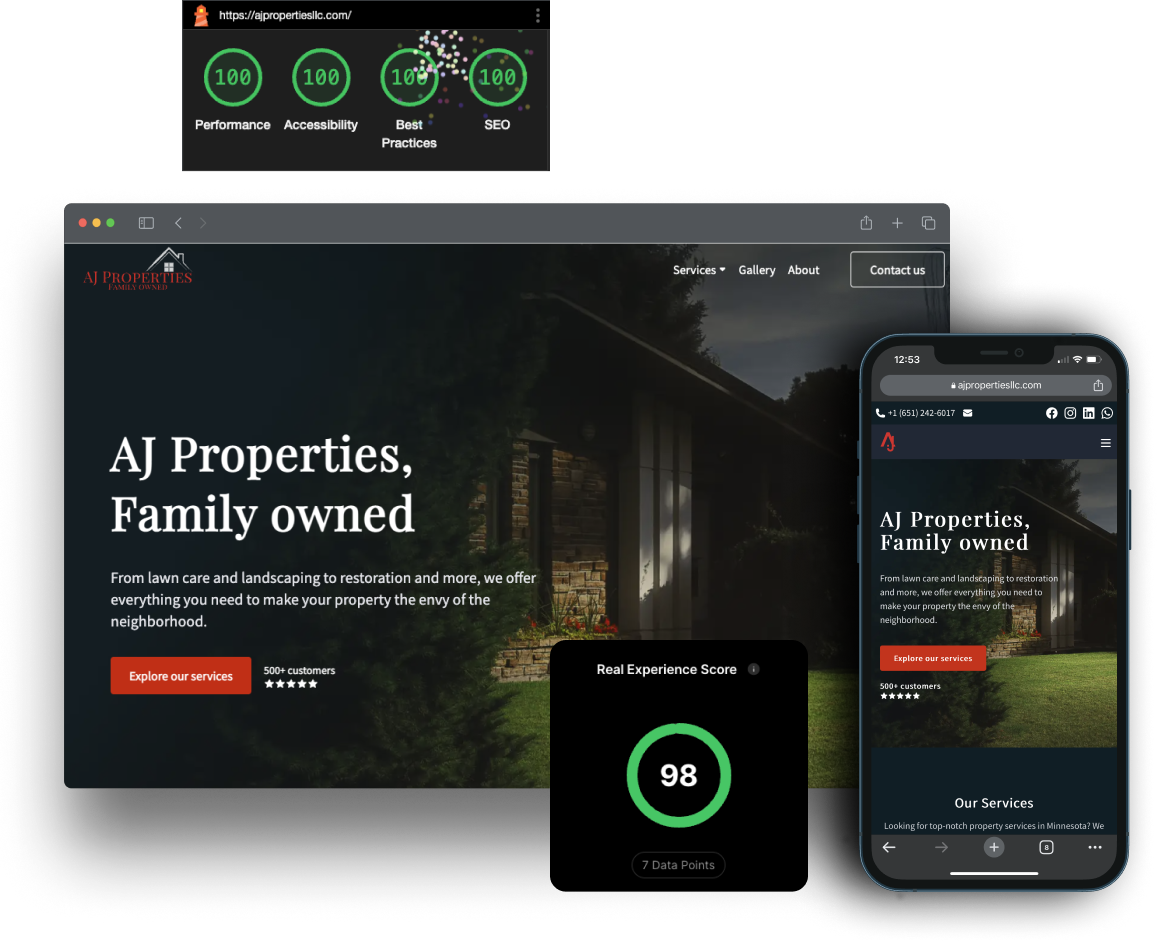 https://ajpropertiesllc.com/
100
100
100
100
Performance
Accessibility
Best
Practices
SEO
AJ PROPERTIES
FAMILY OWNED
Services
Gallery
About
Contact us
AJ Properties,
Family owned
From lawn care and landscaping to restoration and more, we offer
everything you need to make your property the envy of the
neighborhood.
Explore our services
500+ customers
Real Experience Score
i
98
7 Data Points
12:53
ajpropertiesllc.com
+1 (651) 242-6017
AJ
AJ Properties,
Family owned
From lawn care and landscaping to restoration
and more, we offer everything you need to
make your property the envy of the
neighborhood.
Explore our services
500+ customers
Our Services
Looking for top-notch property services in Minnesota? We
8